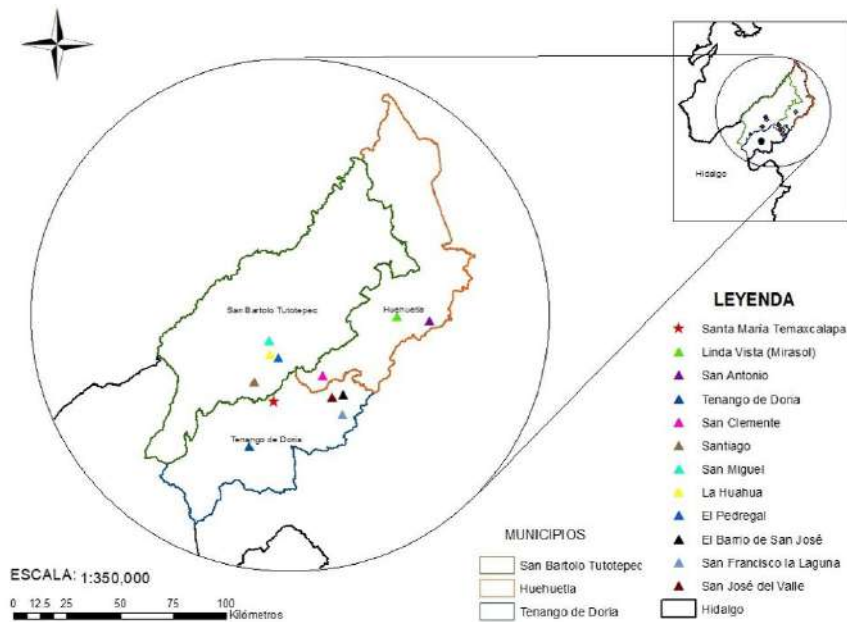 Hidalgo
San Bartolo Tutotepec
Huehuetla
Tenango de Doria
LEYENDA
Santa María Temaxcalapa
Linda Vista (Mirasol)
San Antonio
Tenango de Doria
San Clemente
Santiago
San Miguel
La Huahua
El Pedregal
El Barrio de San José
San Francisco la Laguna
San José del Valle
Hidalgo
MUNICIPIOS
San Bartolo Tutotepec
Huehuetla
Tenango de Doria
ESCALA: 1:350,000
0 12.5 25 50 75 100
Kilómetros